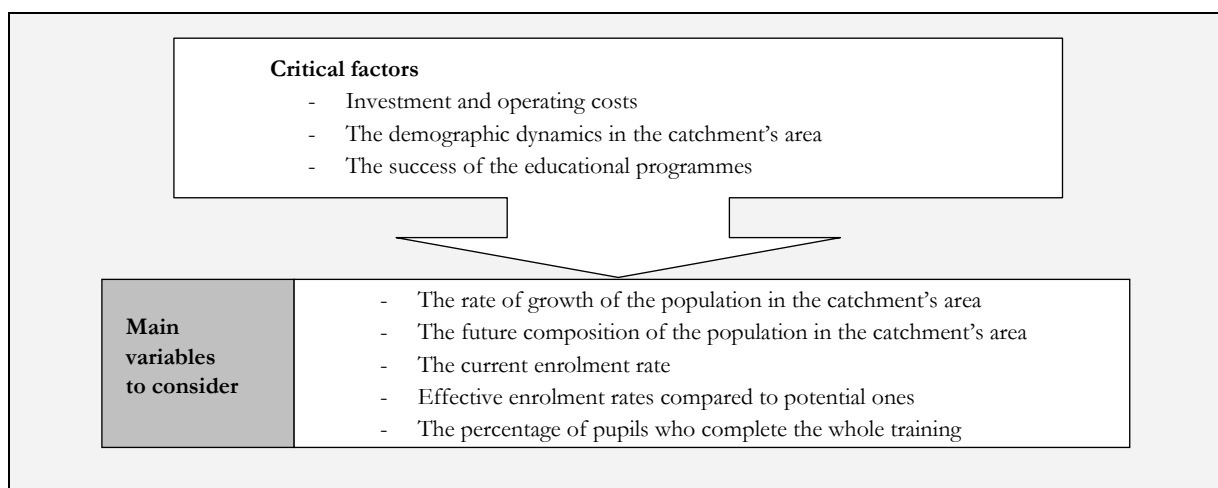 Critical factors
- Investment and operating costs
- The demographic dynamics in the catchment’s area
- The success of the educational programmes
Main
variables
to consider
- The rate of growth of the population in the catchment’s area
- The future composition of the population in the catchment’s area
- The current enrolment rate
- Effective enrolment rates compared to potential ones
- The percentage of pupils who complete the whole training